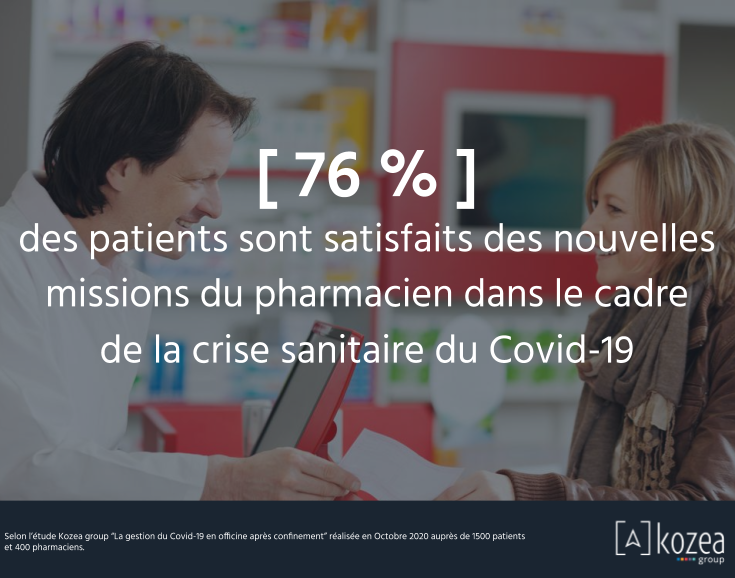 [ 76 % ]
des patients sont satisfaits des nouvelles
missions du pharmacien dans le cadre
de la crise sanitaire du Covid-19
Selon l'étude Kozea group "La gestion du Covid-19 en officine après confinement" réalisée en Octobre 2020 auprès de 1500 patients
et 400 pharmaciens.
[A] kozea
group